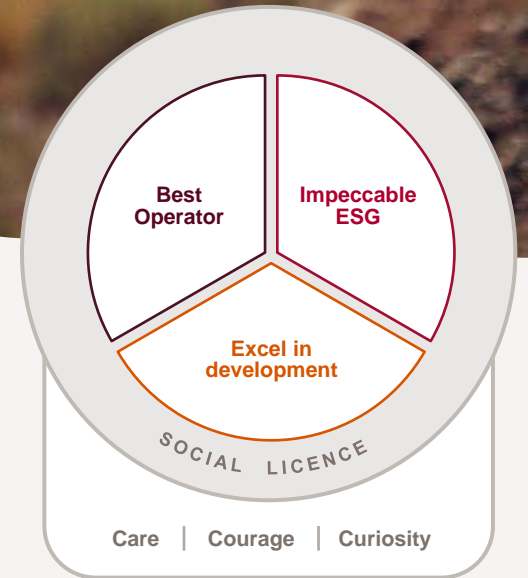 Best
Operator
Impeccable
ESG
Excel in
development
SOCIAL LICENCE
Care | Courage | Curiosity